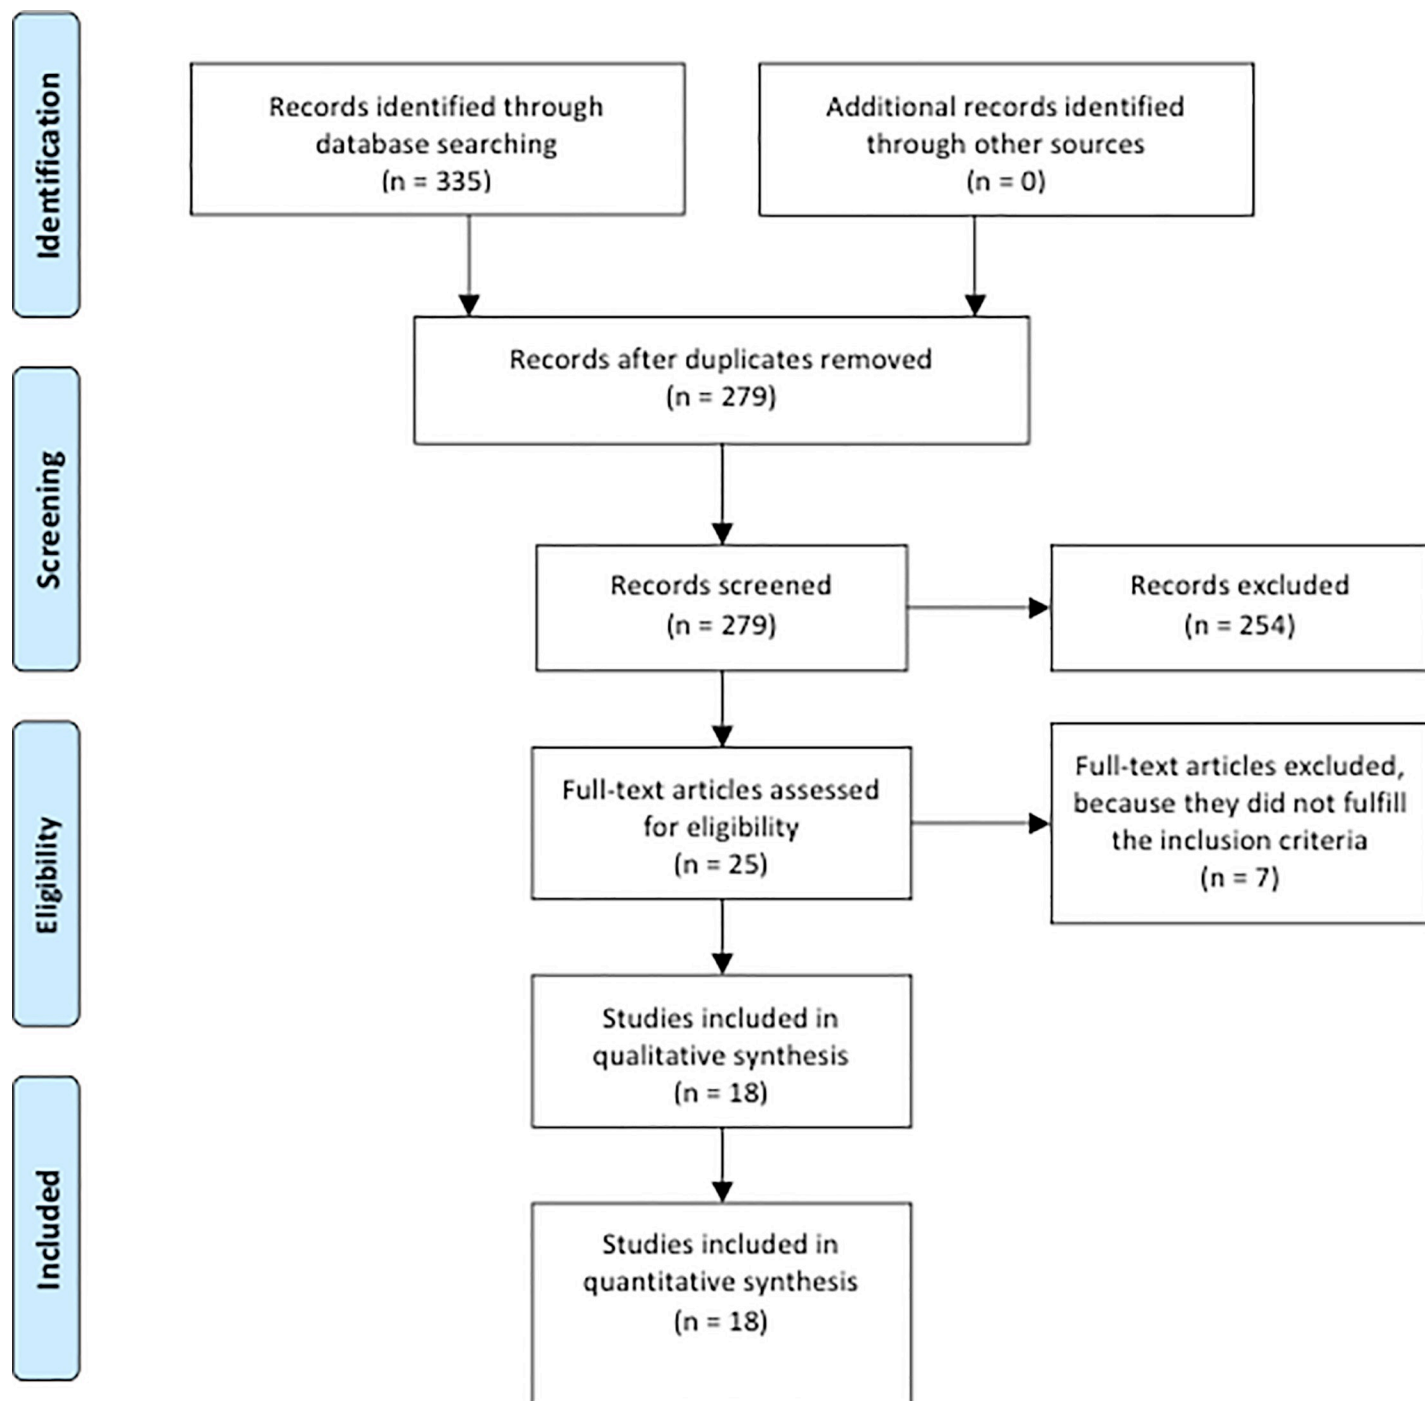 Identification
Records identified through
database searching
(n = 335)
Additional records identified
through other sources
(n = 0)
Records after duplicates removed
(n = 279)
Screening
Records screened
(n = 279)
Records excluded
(n = 254)
Eligibility
Full-text articles assessed
for eligibility
(n = 25)
Full-text articles excluded,
because they did not fulfill
the inclusion criteria
(n = 7)
Studies included in
qualitative synthesis
(n = 18)
Included
Studies included in
quantitative synthesis
(n = 18)